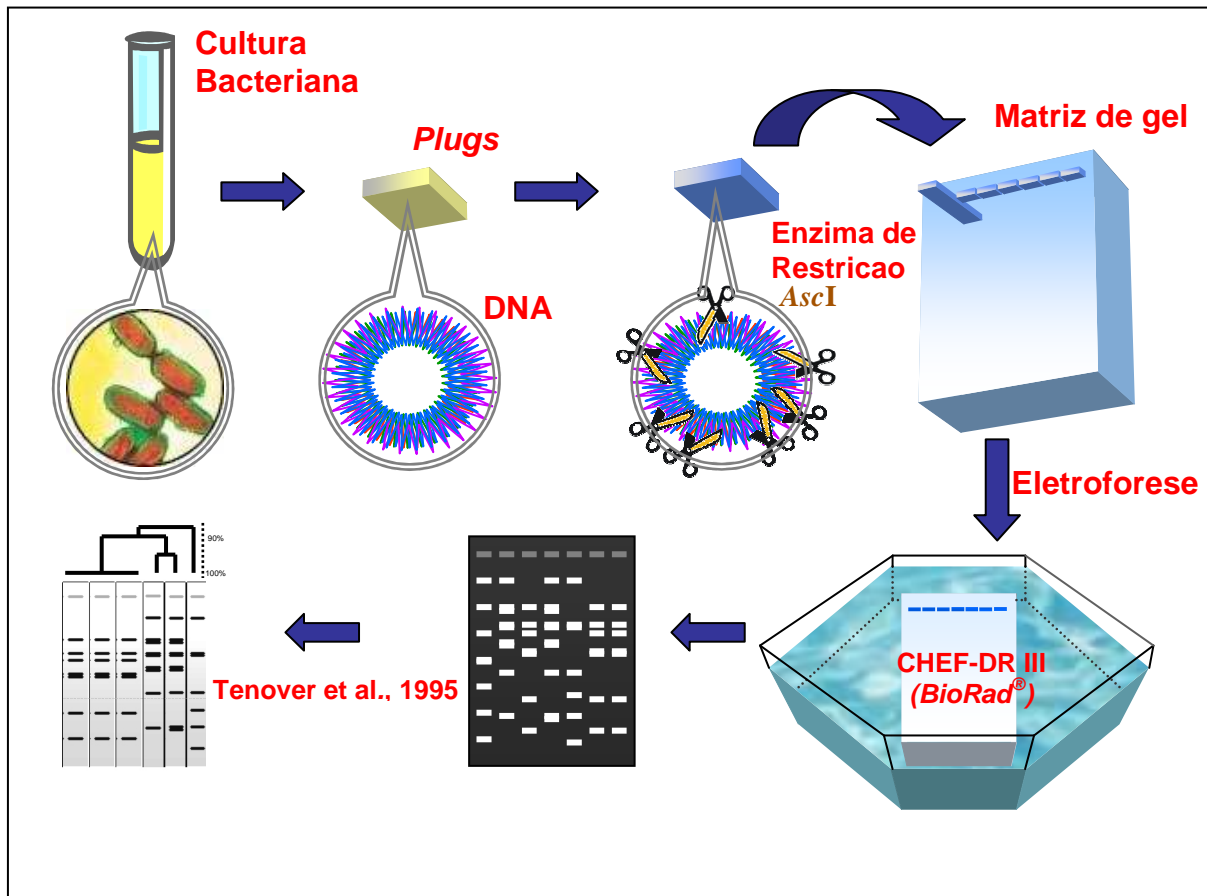 Cultura
Bacteriana
Plugs
DNA
Enzima de
Restricao
AscI
Matriz de gel
Eletroforese
CHEF-DR III
(BioRad®)
Tenover et al., 1995
90%
100%